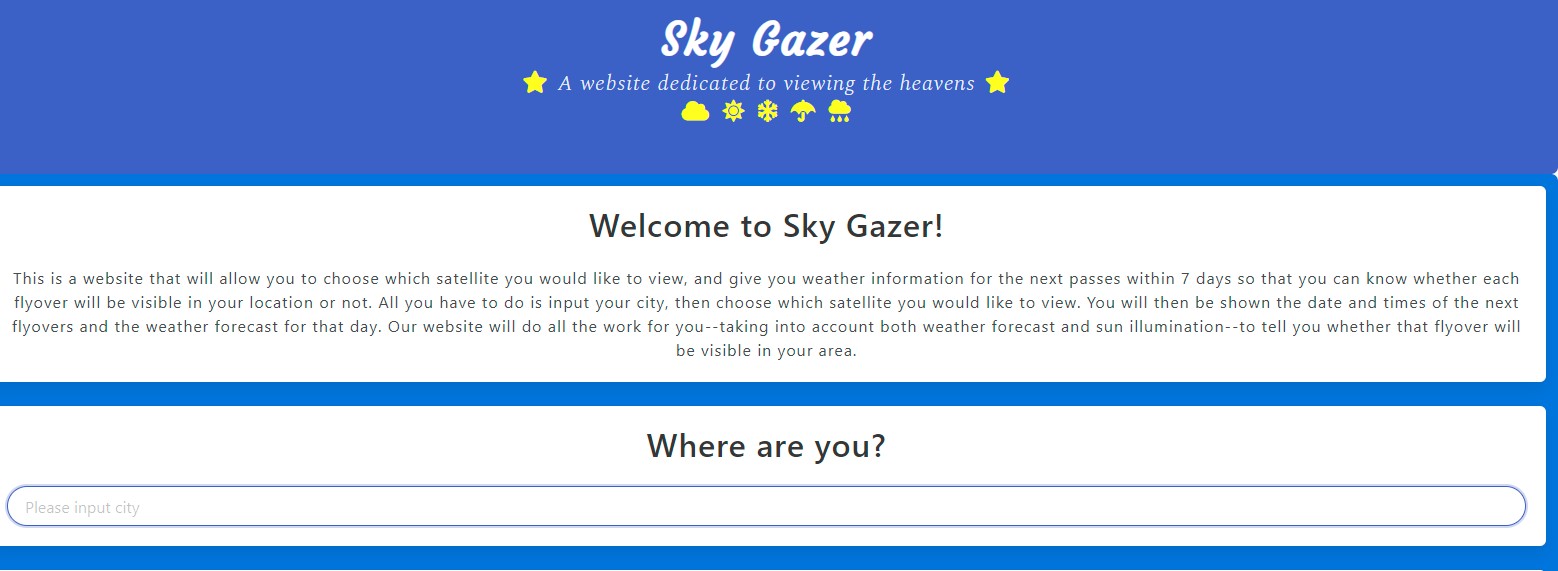 Sky Gazer
A website dedicated to viewing the heavens
Welcome to Sky Gazer!
This is a website that will allow you to choose which satellite you would like to view, and give you weather information for the next passes within 7 days so that you can know whether each
flyover will be visible in your location or not. All you have to do is input your city, then choose which satellite you would like to view. You will then be shown the date and times of the next
flyovers and the weather forecast for that day. Our website will do all the work for you--taking into account both weather forecast and sun illumination--to tell you whether that flyover will
be visible in your area.
Where are you?
Please input city